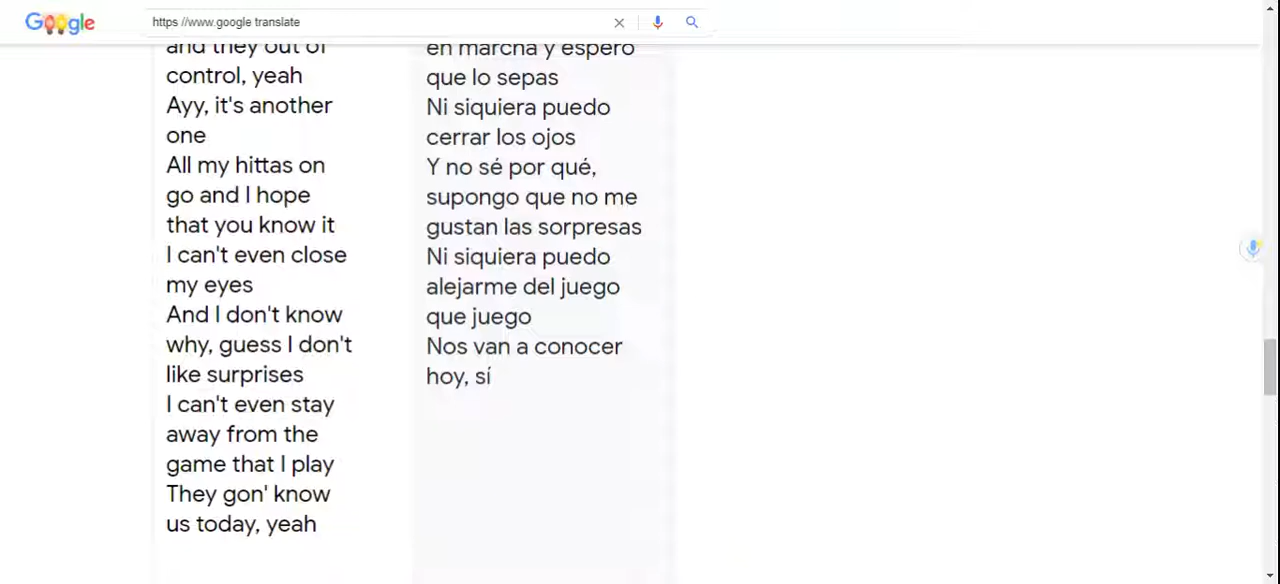 Google
https //www.google translate
and they out of
control, yeah
Ayy, it's another
one
All my hittas on
go and I hope
that you know it
I can't even close
my eyes
And I don't know
why, guess I don't
like surprises
I can't even stay
away from the
game that I play
They gon' know
us today, yeah
en marcha y espero
que lo sepas
Ni siquiera puedo
cerrar los ojos
Y no sé por qué,
supongo que no me
gustan las sorpresas
Ni siquiera puedo
alejarme del juego
que juego
Nos van a conocer
hoy, sí